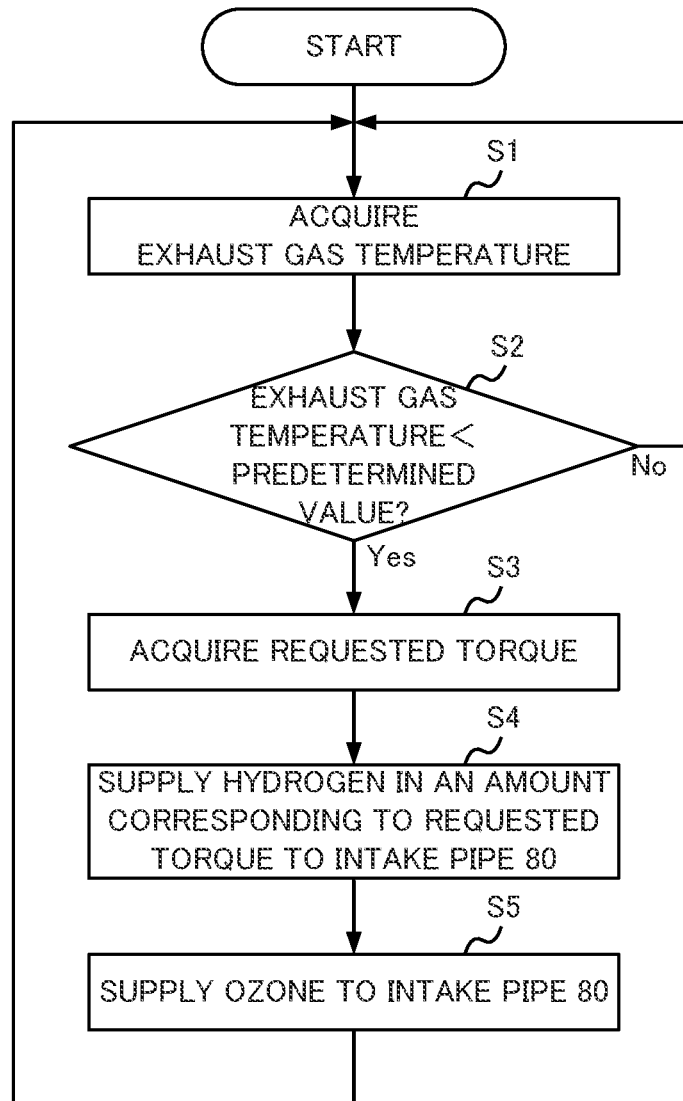 START
S1
ACQUIRE
EXHAUST GAS TEMPERATURE
S2
EXHAUST GAS
TEMPERATURE<
PREDETERMINED
VALUE?
No
Yes
S3
ACQUIRE REQUESTED TORQUE
S4
SUPPLY HYDROGEN IN AN AMOUNT
CORRESPONDING TO REQUESTED
TORQUE TO INTAKE PIPE 80
S5
SUPPLY OZONE TO INTAKE PIPE 80